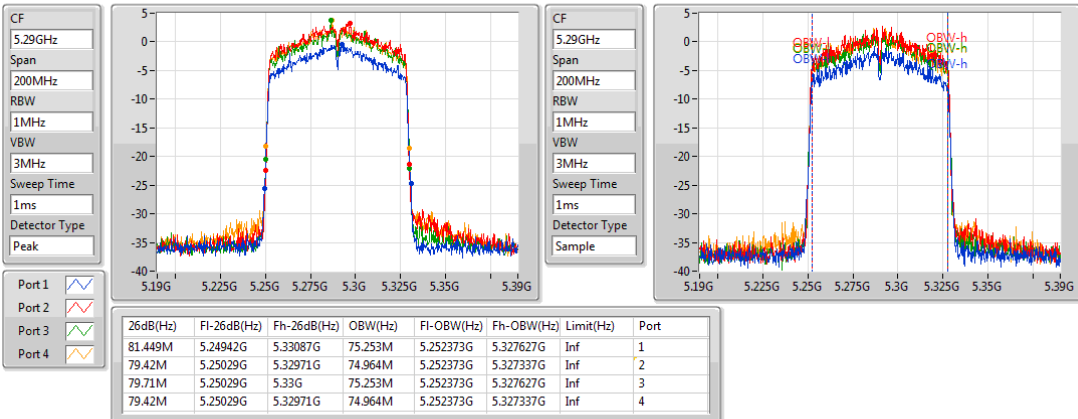 CF
5.29GHz
Span
200MHz
RBW
1MHz
VBW
3MHz
Sweep Time
1ms
Detector Type
Peak
5
0
-5
-10
-15
-20
-25
-30
-35
-40
5.19G 5.225G 5.25G 5.275G 5.3G 5.325G 5.39G
CF
5.29GHz
Span
200MHz
RBW
1MHz
VBW
3MHz
Sweep Time
1ms
Detector Type
Sample
5
0
-5
-10
-15
-20
-25
-30
-35
-40
OBW-h
OBW-h
OBW-h
5.19G 5.225G 5.25G 5.275G 5.3G 5.325G 5.39G
Port 1
Port 2
Port 3
Port 4
26dB(Hz) Fl-26dB(Hz) Fh-26dB(Hz) OBW(Hz) Fl-OBW(Hz) Fh-OBW(Hz) Limit(Hz) Port
81.449M 5.24942G 5.33087G 75.253M 5.252373G 5.327627G Inf 1
79.42M 5.25029G 5.32971G 74.964M 5.252373G 5.327337G Inf 2
79.71M 5.25029G 5.33G 75.253M 5.252373G 5.327627G Inf 3
79.42M 5.25029G 5.32971G 74.964M 5.252373G 5.327337G Inf 4